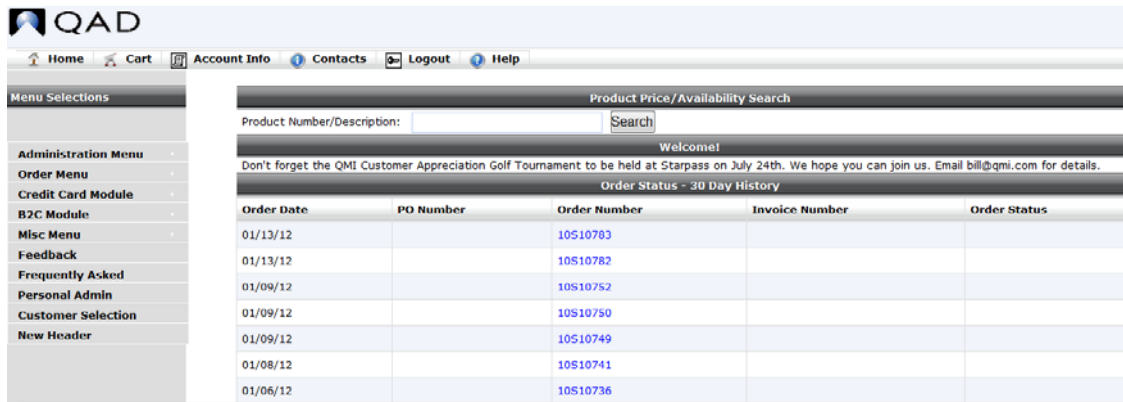 QAD
Home Cart Account Info Contacts Logout Help
Menu Selections
Administration Menu
Order Menu
Credit Card Module
B2C Module
Misc Menu
Feedback
Frequently Asked
Personal Admin
Customer Selection
New Header
Product Price/Availability Search
Product Number/Description: Search
Welcome!
Don't forget the QMI Customer Appreciation Golf Tournament to be held at Starpass on July 24th. We hope you can join us. Email bill@qmi.com for details.
Order Status - 30 Day History
Order Date PO Number Order Number Invoice Number Order Status
01/13/12 10S10783
01/13/12 10S10782
01/09/12 10S10752
01/09/12 10S10750
01/09/12 10S10749
01/08/12 10S10741
01/06/12 10S10736